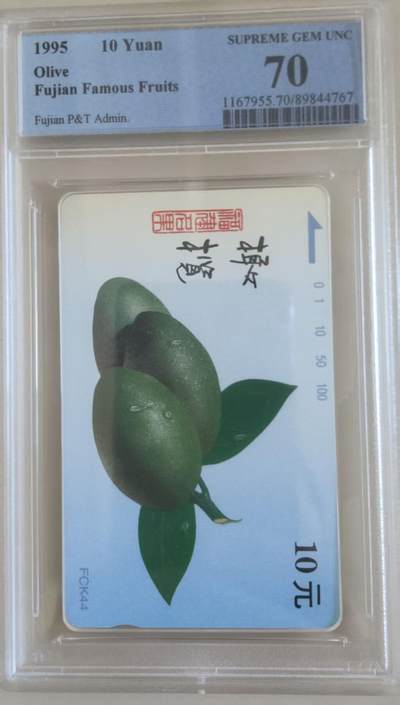 1995 10 Yuan
Olive
Fujian Famous Fruits
Fujian P&T Admin.
SUPREME GEM UNC
70
1167955.70/89844767
福建名果
橄榄
0 1 10 50 100
10元
FCK44